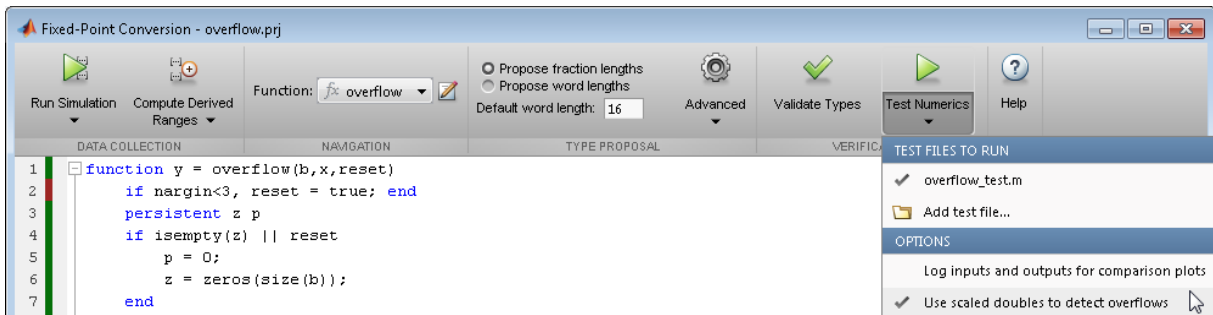 Fixed-Point Conversion - overflow.prj
Run Simulation
Compute Derived
Ranges
Function: fx overflow
Propose fraction lengths
Propose word lengths
Default word length: 16
Advanced
Validate Types
Test Numerics
Help
DATA COLLECTION
NAVIGATION
TYPE PROPOSAL
TEST FILES TO RUN
overflow_test.m
Add test file...
OPTIONS
Log inputs and outputs for comparison plots
Use scaled doubles to detect overflows
1 function y = overflow(b,x,reset)
2 if nargin<3, reset = true; end
3 persistent z p
4 if isempty(z) || reset
5 p = 0;
6 z = zeros(size(b));
7 end